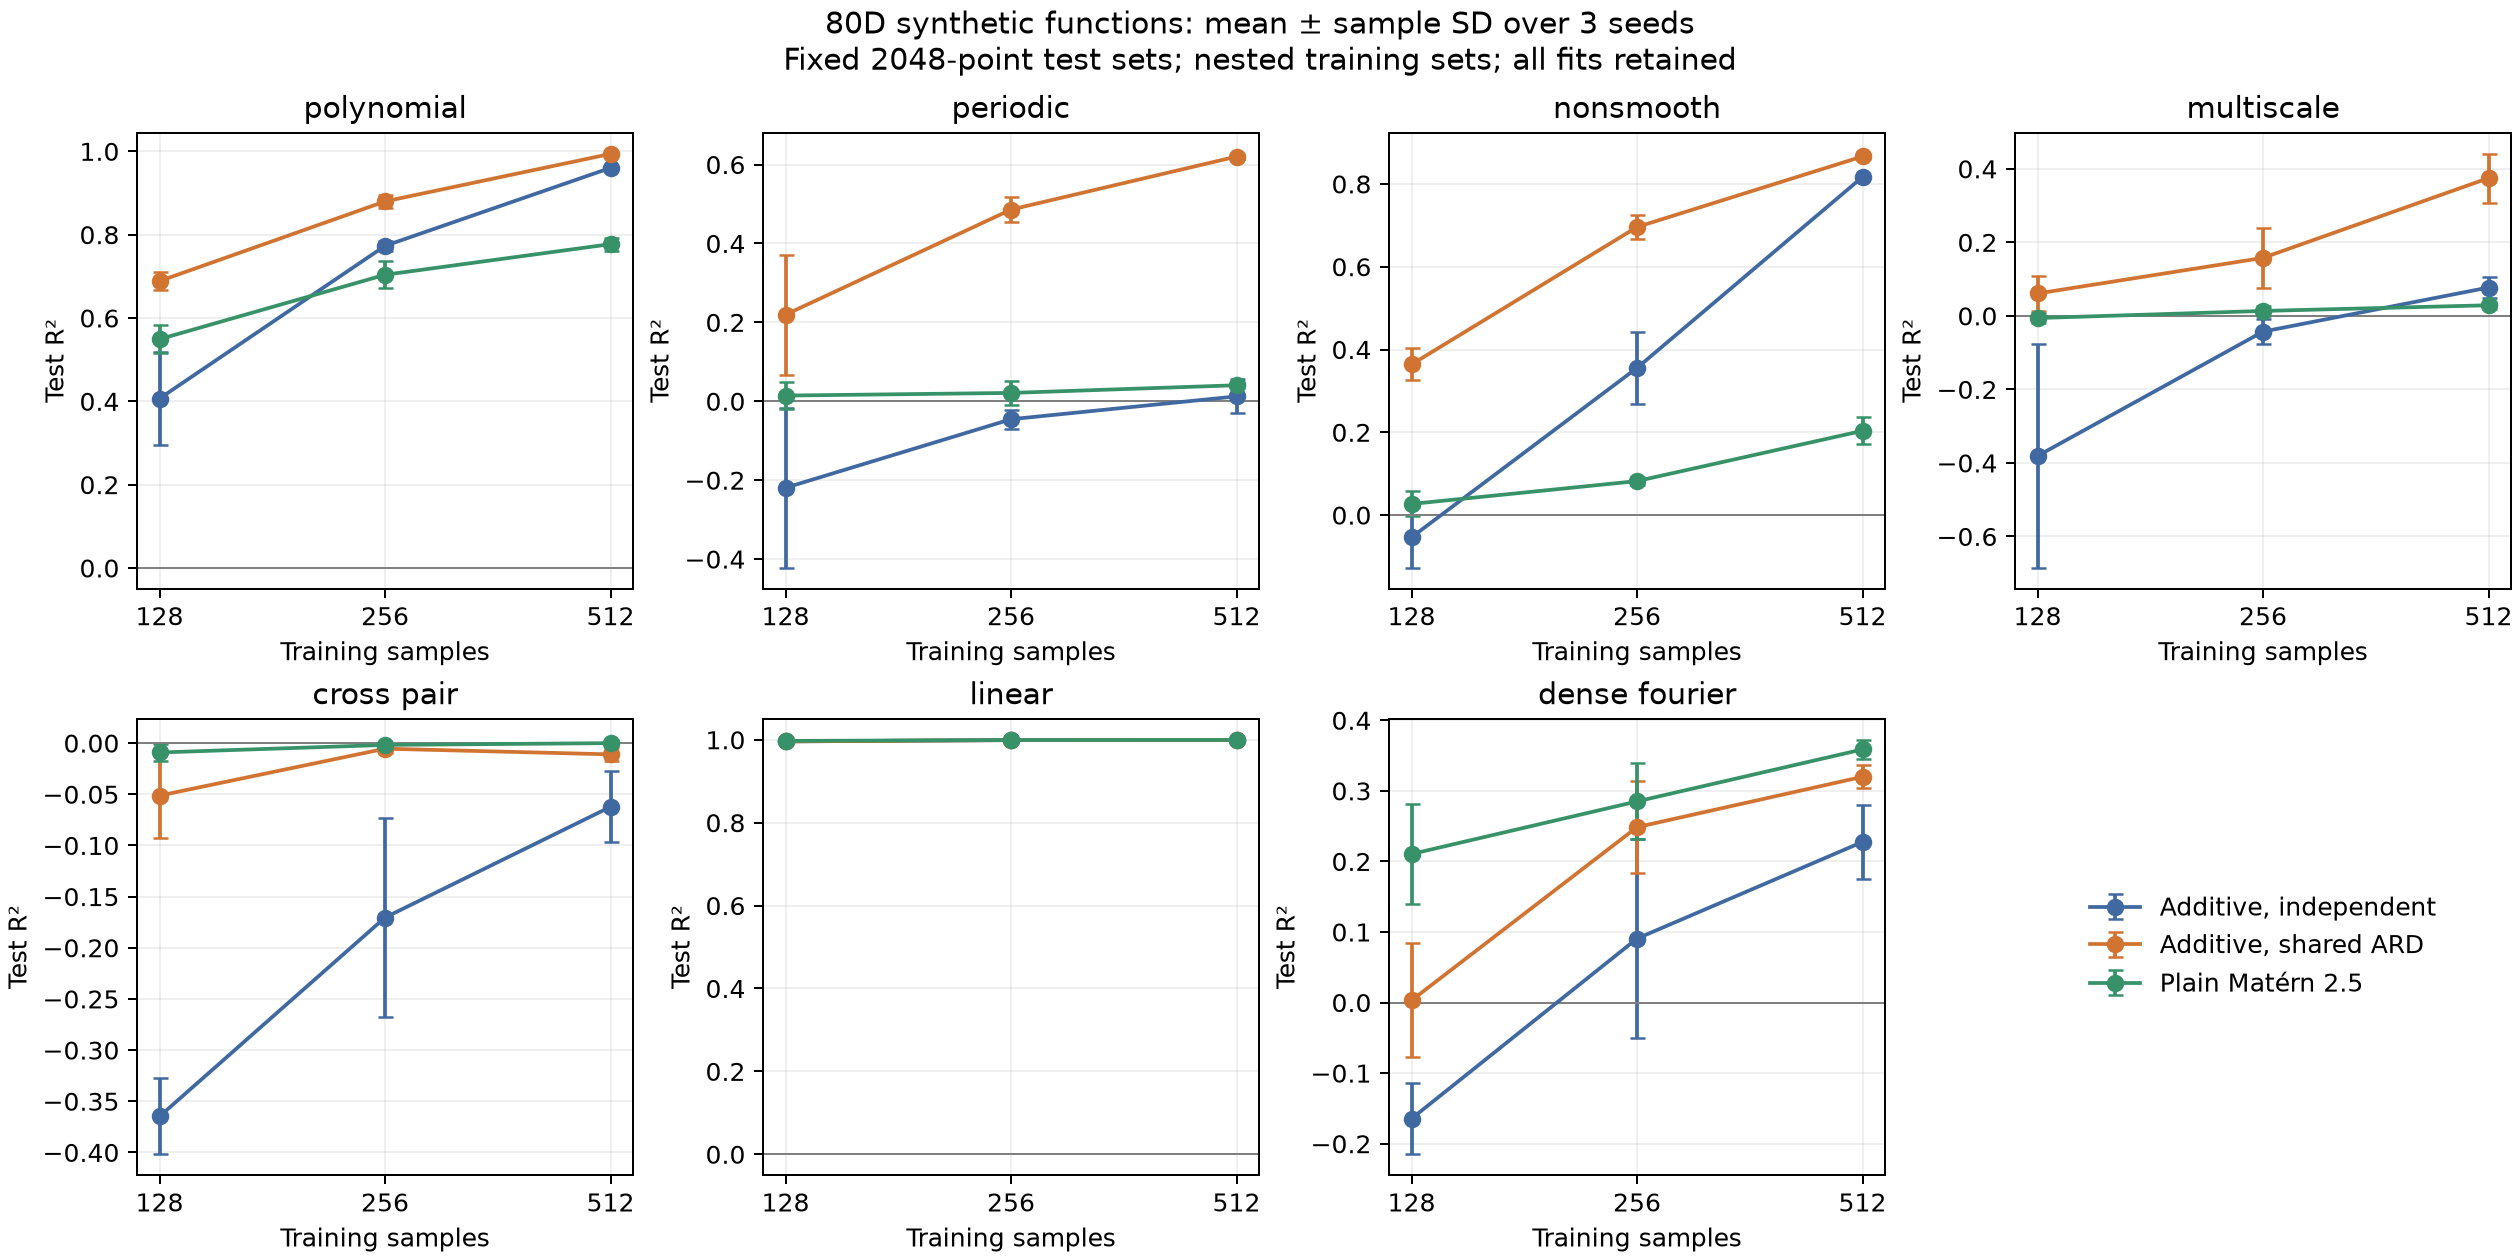 80D synthetic functions: mean ± sample SD over 3 seeds
Fixed 2048-point test sets; nested training sets; all fits retained
polynomial
1.0
0.8
0.6
0.4
0.2
0.0
Test R²
128
256
512
Training samples
periodic
0.6
0.4
0.2
0.0
−0.2
−0.4
Test R²
128
256
512
Training samples
nonsmooth
0.8
0.6
0.4
0.2
0.0
Test R²
128
256
512
Training samples
multiscale
0.4
0.2
0.0
−0.2
−0.4
−0.6
Test R²
128
256
512
Training samples
cross pair
0.00
−0.05
−0.10
−0.15
−0.20
−0.25
−0.30
−0.35
−0.40
Test R²
128
256
512
Training samples
linear
1.0
0.8
0.6
0.4
0.2
0.0
Test R²
128
256
512
Training samples
dense fourier
0.4
0.3
0.2
0.1
0.0
−0.1
−0.2
Test R²
128
256
512
Training samples
Additive, independent
Additive, shared ARD
Plain Matérn 2.5